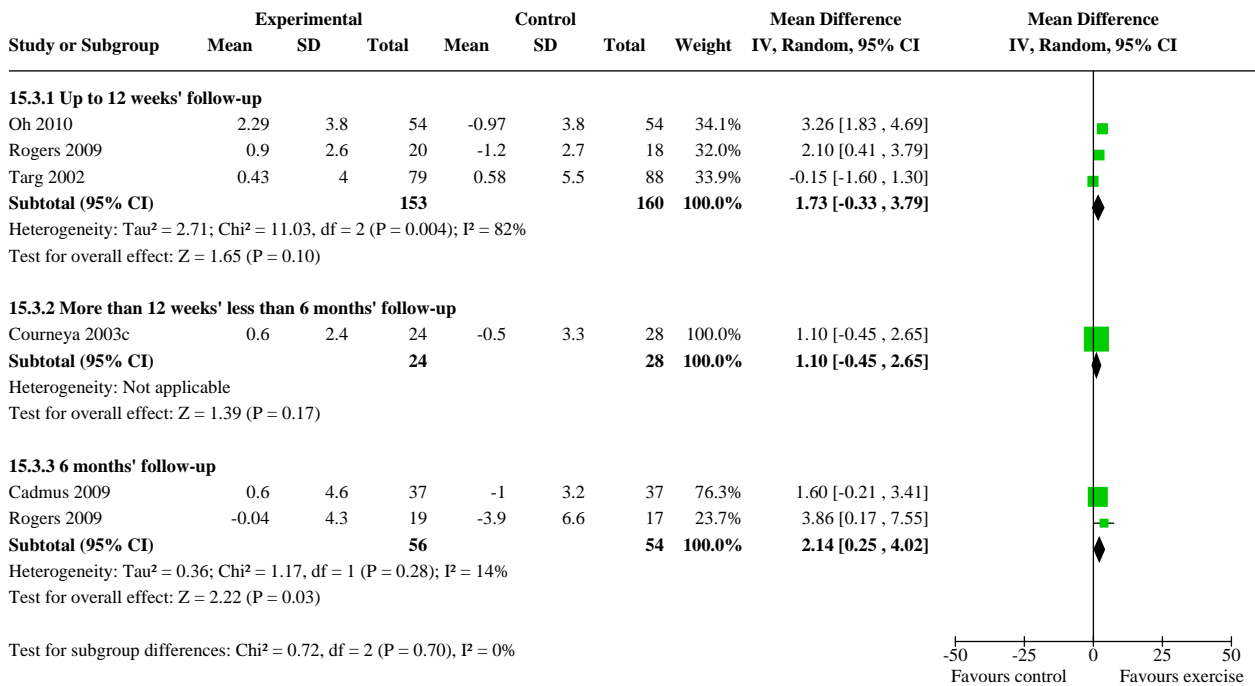 Experimental Control Mean Difference Mean Difference
Study or Subgroup Mean SD Total Mean SD Total Weight IV, Random, 95% CI IV, Random, 95% CI
15.3.1 Up to 12 weeks' follow-up
Oh 2010 2.29 3.8 54 -0.97 3.8 54 34.1% 3.26 [1.83 , 4.69]
Rogers 2009 0.9 2.6 20 -1.2 2.7 18 32.0% 2.10 [0.41 , 3.79]
Targ 2002 0.43 4 79 0.58 5.5 88 33.9% -0.15 [-1.60 , 1.30]
Subtotal (95% CI) 153 160 100.0% 1.73 [-0.33 , 3.79]
Heterogeneity: Tau² = 2.71; Chi² = 11.03, df = 2 (P = 0.004); I² = 82%
Test for overall effect: Z = 1.65 (P = 0.10)
15.3.2 More than 12 weeks' less than 6 months' follow-up
Courneya 2003c 0.6 2.4 24 -0.5 3.3 28 100.0% 1.10 [-0.45 , 2.65]
Subtotal (95% CI) 24 28 100.0% 1.10 [-0.45 , 2.65]
Heterogeneity: Not applicable
Test for overall effect: Z = 1.39 (P = 0.17)
15.3.3 6 months' follow-up
Cadmus 2009 0.6 4.6 37 -1 3.2 37 76.3% 1.60 [-0.21 , 3.41]
Rogers 2009 -0.04 4.3 19 -3.9 6.6 17 23.7% 3.86 [0.17 , 7.55]
Subtotal (95% CI) 56 54 100.0% 2.14 [0.25 , 4.02]
Heterogeneity: Tau² = 0.36; Chi² = 1.17, df = 1 (P = 0.28); I² = 14%
Test for overall effect: Z = 2.22 (P = 0.03)
Test for subgroup differences: Chi² = 0.72, df = 2 (P = 0.70), I² = 0%
-50 -25 0 25 50
Favours control Favours exercise